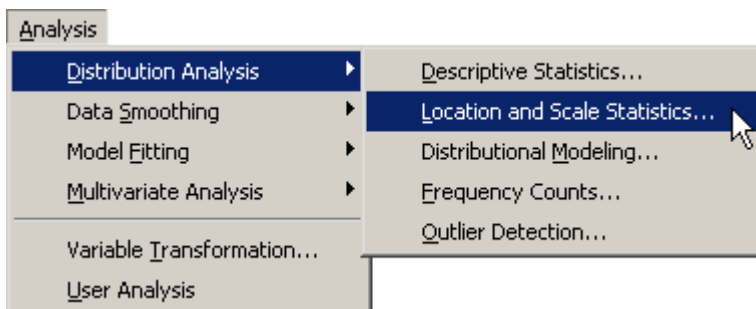 Analysis
Distribution Analysis
Data Smoothing
Model Fitting
Multivariate Analysis
Variable Transformation...
User Analysis
Descriptive Statistics...
Location and Scale Statistics...
Distributional Modeling...
Frequency Counts...
Outlier Detection...